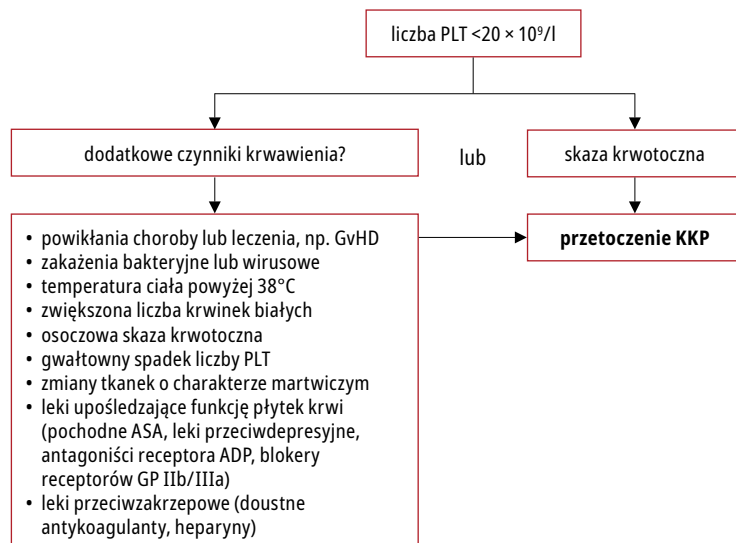 liczba PLT <20 × 10⁹/l
dodatkowe czynniki krwawienia?
lub
skaza krwotoczna
• powikłania choroby lub leczenia, np. GvHD
• zakażenia bakteryjne lub wirusowe
• temperatura ciała powyżej 38°C
• zwiększona liczba krwinek białych
• osoczowa skaza krwotoczna
• gwałtowny spadek liczby PLT
• zmiany tkanek o charakterze martwiczym
• leki upośledzające funkcję płytek krwi
(pochodne ASA, leki przeciwdepresyjne,
antagoniści receptora ADP, blokery
receptorów GP IIb/IIIa)
• leki przeciwzakrzepowe (doustne
antykoagulanty, heparyny)
przetoczenie KKP